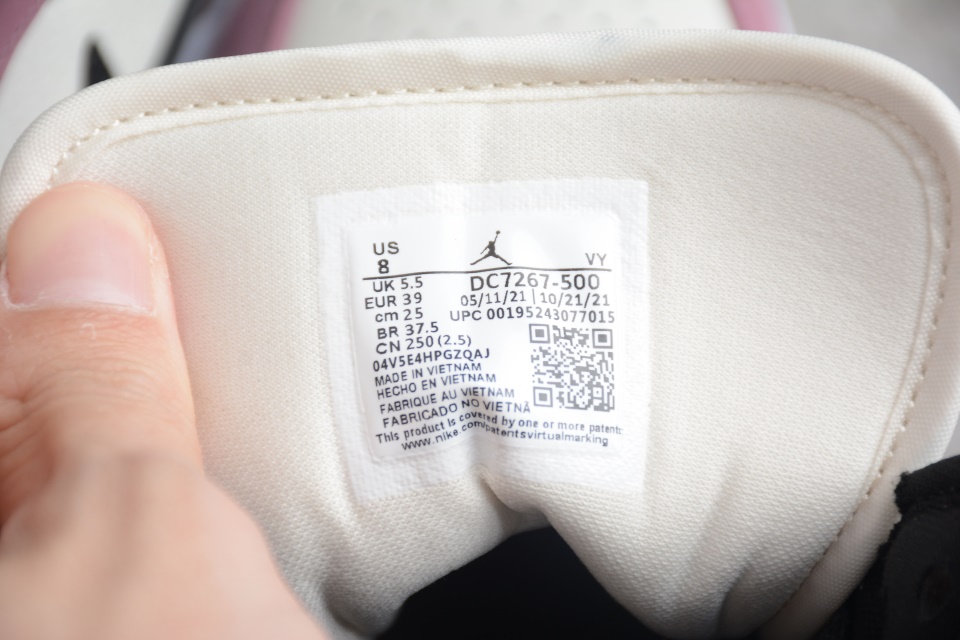 US
8 VY
UK 5.5 DC7267-500
EUR 39 05/11/21 | 10/21/21
cm 25 UPC 00195243077015
BR 37.5
CN 250 (2.5)
04V5E4HPGZQAJ
MADE IN VIETNAM
HECHO EN VIETNAM
FABRIQUE AU VIETNAM
FABRICADO NO VIETNÃ
This product is covered by one or more patents
www.nike.com/patentsvirtualmarking